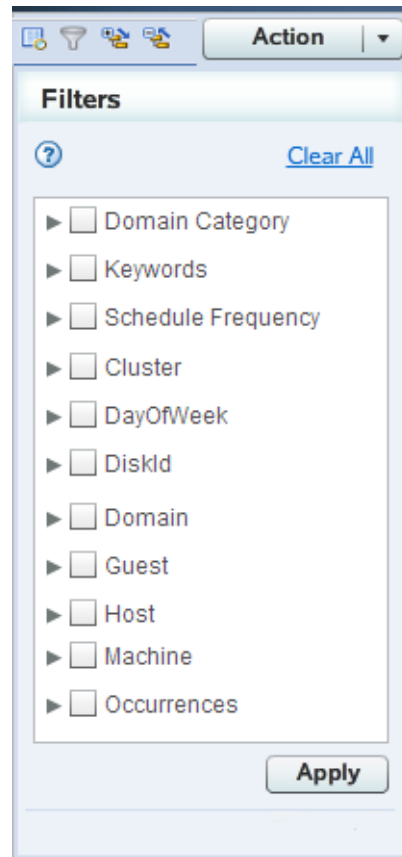 Action
Filters
Clear All
Domain Category
Keywords
Schedule Frequency
Cluster
DayOfWeek
DiskId
Domain
Guest
Host
Machine
Occurrences
Apply